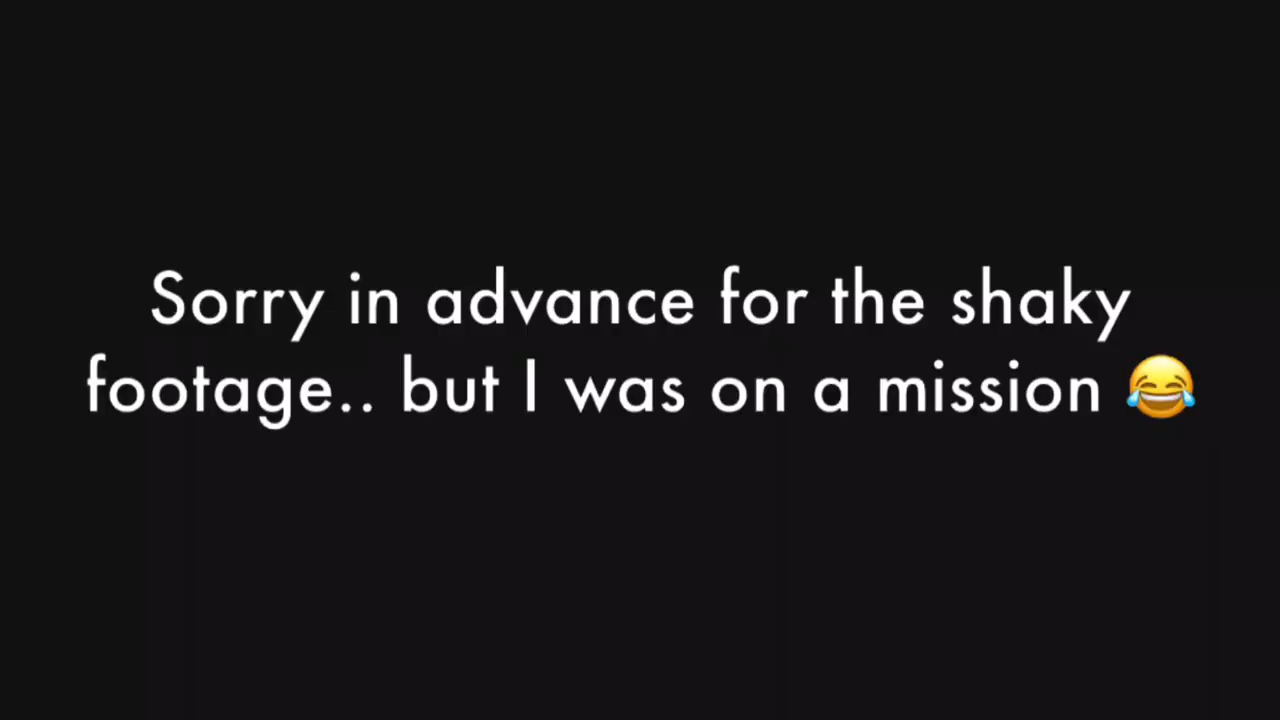 Sorry in advance for the shaky
footage.. but I was on a mission 😂